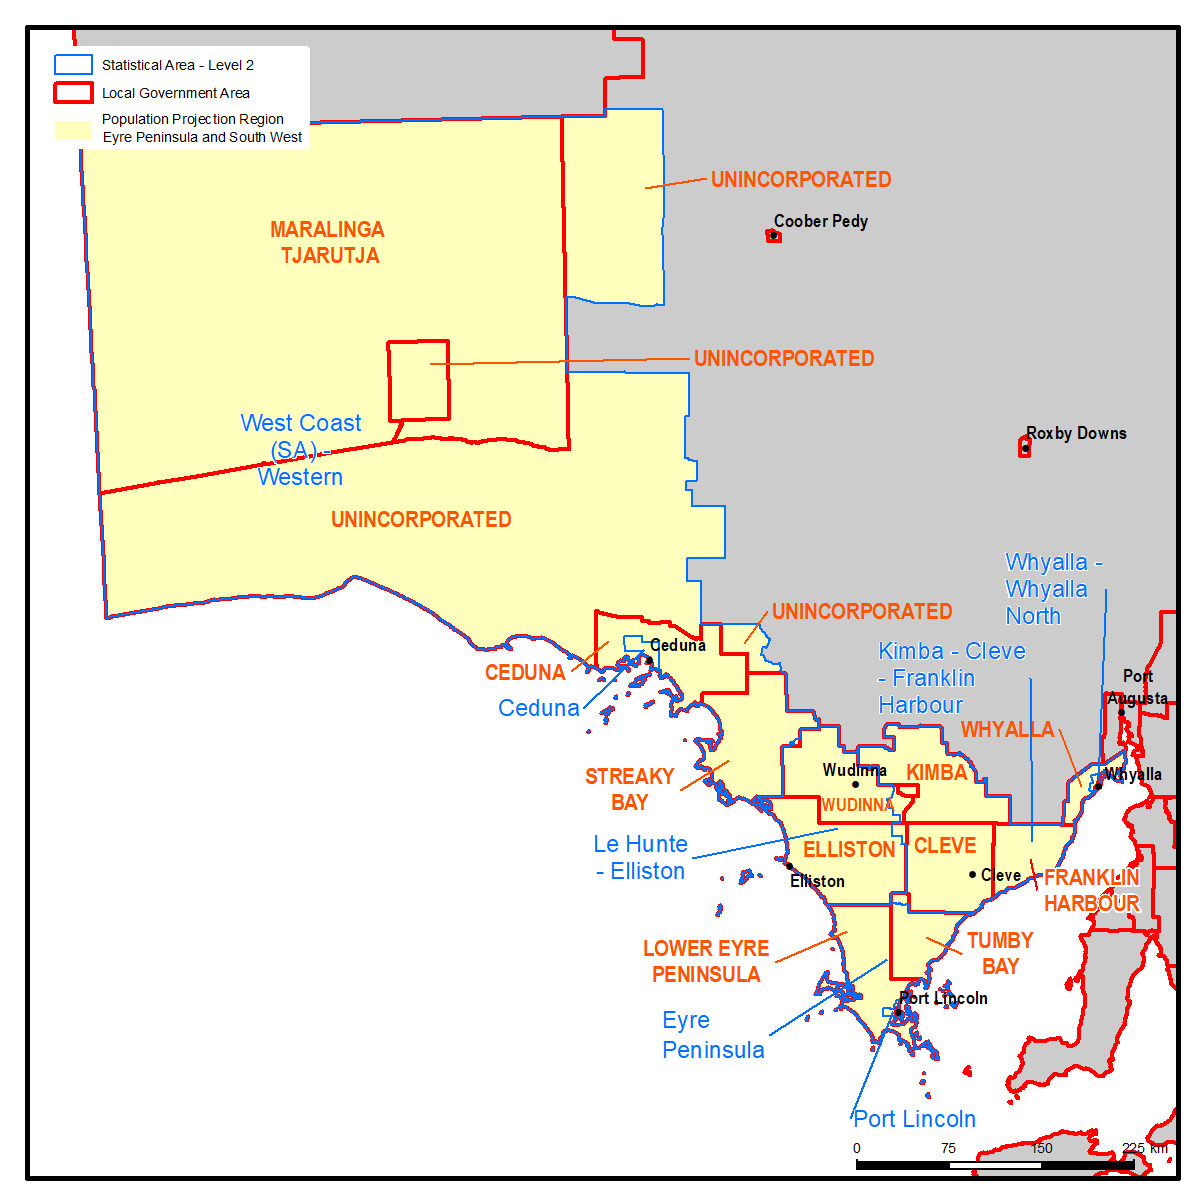 Statistical Area - Level 2
Local Government Area
Population Projection Region
Eyre Peninsula and South West
UNINCORPORATED
Coober Pedy
MARALINGA
TJARUTJA
UNINCORPORATED
West Coast
(SA) -
Western
Roxby Downs
UNINCORPORATED
Whyalla -
Whyalla
North
UNINCORPORATED
Ceduna
CEDUNA
Ceduna
Kimba - Cleve
- Franklin
Harbour
Port
Augusta
WHYALLA
Whyalla
STREAKY
BAY
Wudinna
KIMBA
WUDINNA
Le Hunte
- Elliston
ELLISTON
CLEVE
Elliston
Cleve
FRANKLIN
HARBOUR
LOWER EYRE
PENINSULA
TUMBY
BAY
Port Lincoln
Eyre
Peninsula
Port Lincoln
0 75 150 225 km